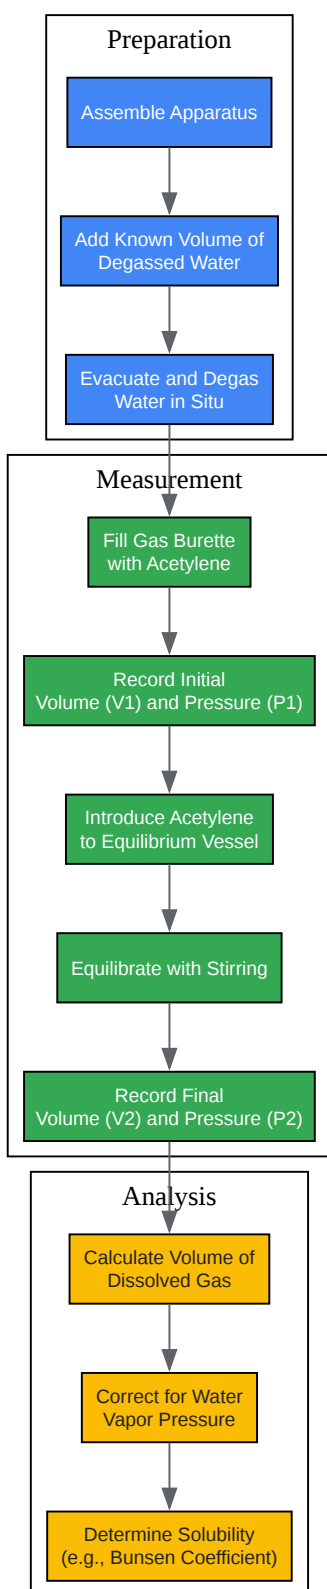 Preparation
Assemble Apparatus
Add Known Volume of
Degassed Water
Evacuate and Degas
Water in Situ
Measurement
Fill Gas Burette
with Acetylene
Record Initial
Volume (V1) and Pressure (P1)
Introduce Acetylene
to Equilibrium Vessel
Equilibrate with Stirring
Record Final
Volume (V2) and Pressure (P2)
Analysis
Calculate Volume of
Dissolved Gas
Correct for Water
Vapor Pressure
Determine Solubility
(e.g., Bunsen Coefficient)